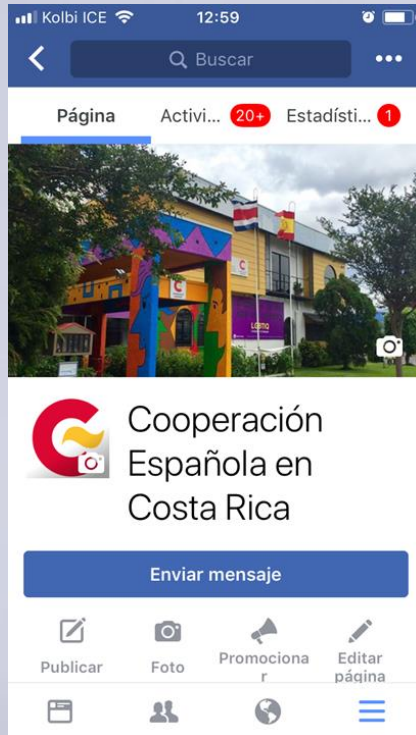 Kolbi ICE 12:59
Buscar
Página Activi... 20+ Estadísti... 1
Cooperación
Española en
Costa Rica
Enviar mensaje
Publicar Foto Promociona
r Editar
página